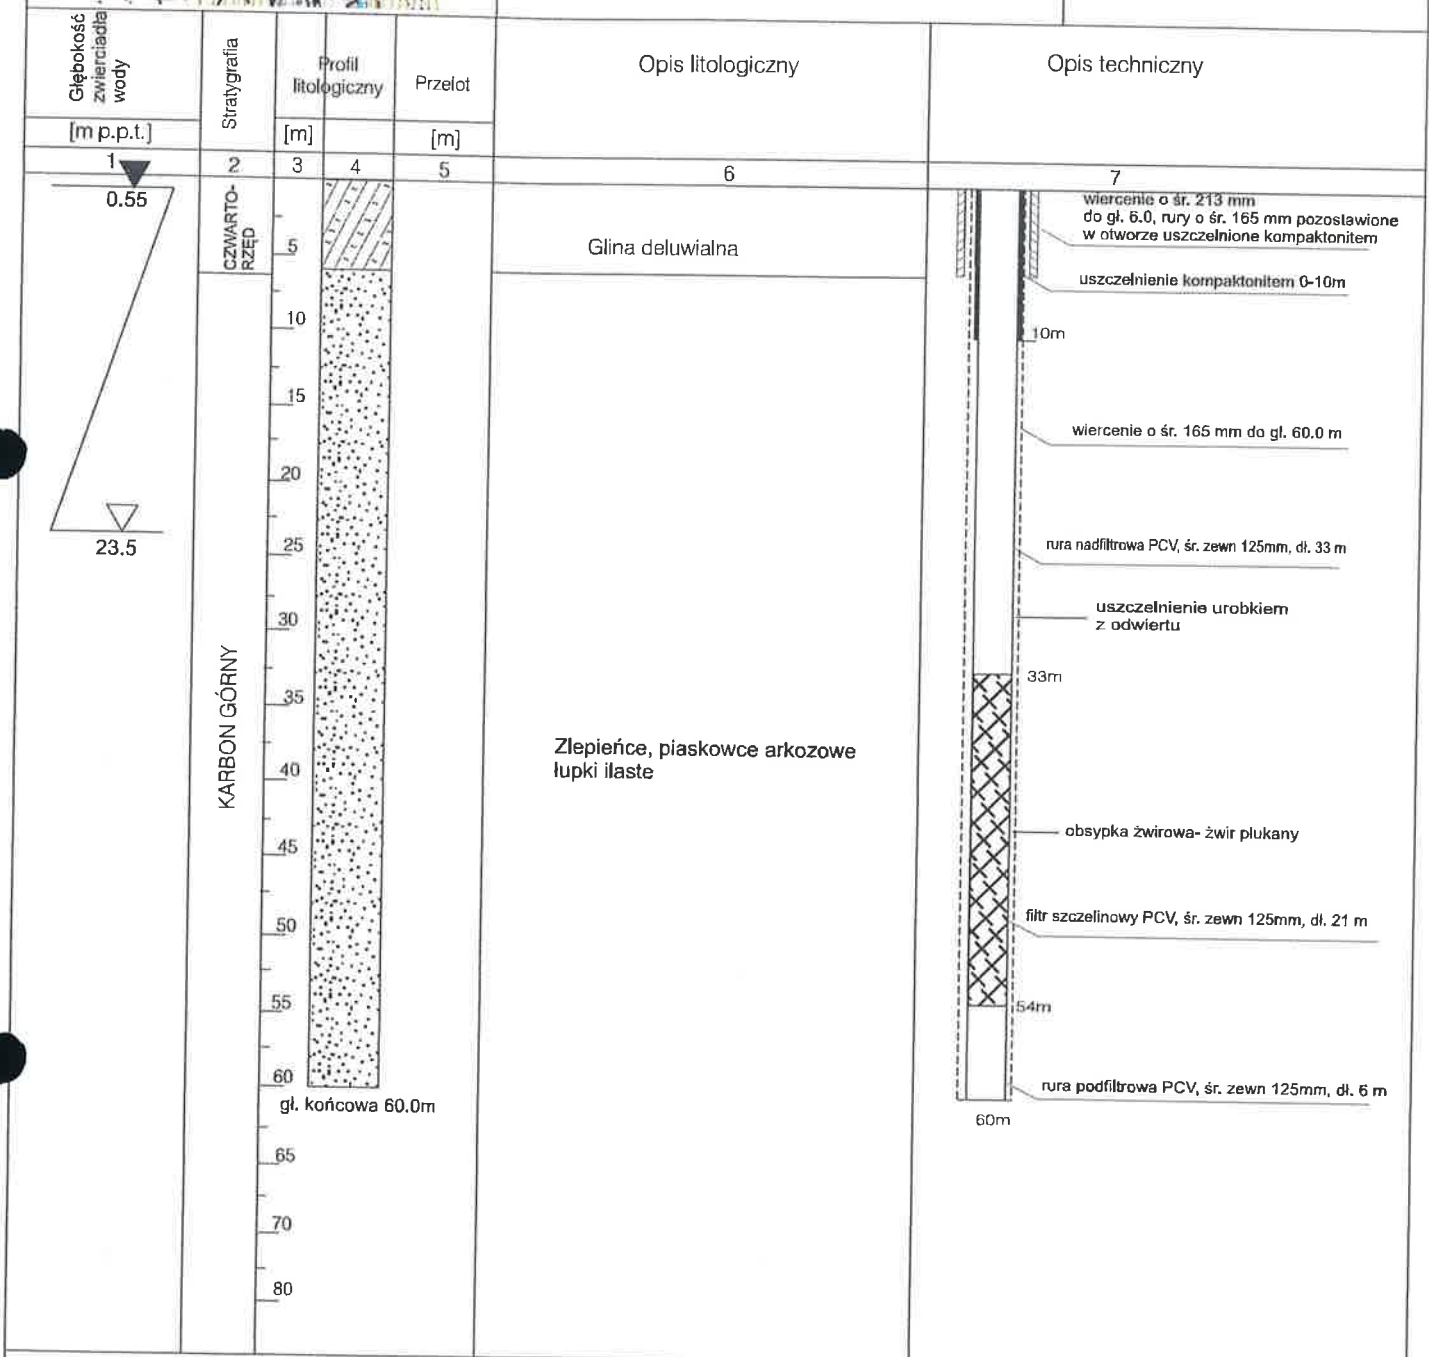 Głębokość
zwierciadła
wody
[m p.p.t.]
Stratygrafia
Profil
litologiczny
[m]
Przelot
[m]
Opis litologiczny
Opis techniczny
1
2
3
4
5
6
7
0.55
23.5
CZWARTO-
RZĘD
KARBON GÓRNY
5
10
15
20
25
30
35
40
45
50
55
60
gł. końcowa 60.0m
65
70
80
Glina deluwialna
Zlepieńce, piaskowce arkozowe
łupki ilaste
wiercenie o śr. 213 mm
do gł. 6.0, rury o śr. 165 mm pozostawione
w otworze uszczelnione kompaktonitem
uszczelnienie kompaktonitem 0-10m
10m
wiercenie o śr. 165 mm do gł. 60.0 m
rura nadfiltrowa PCV, śr. zewn 125mm, dł. 33 m
uszczelnienie urobkiem
z odwiertu
33m
obsypka żwirowa- żwir płukany
filtr szczelinowy PCV, śr. zewn 125mm, dł. 21 m
54m
rura podfiltrowa PCV, śr. zewn 125mm, dł. 6 m
60m